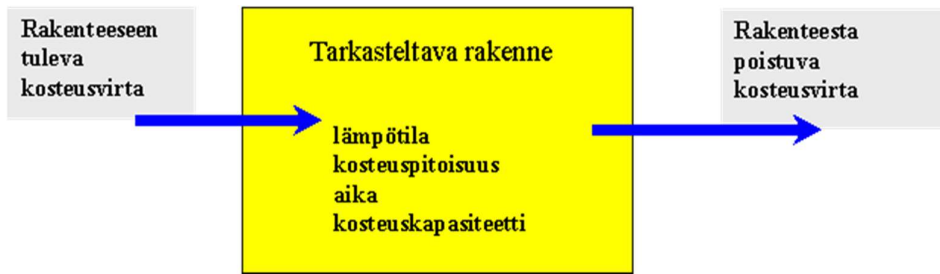 Rakenteeseen
tuleva
kosteusvirta
Tarkasteltava rakenne
lämpötila
kosteuspitoisuus
aika
kosteuskapasiteetti
Rakenteesta
poistuva
kosteusvirta